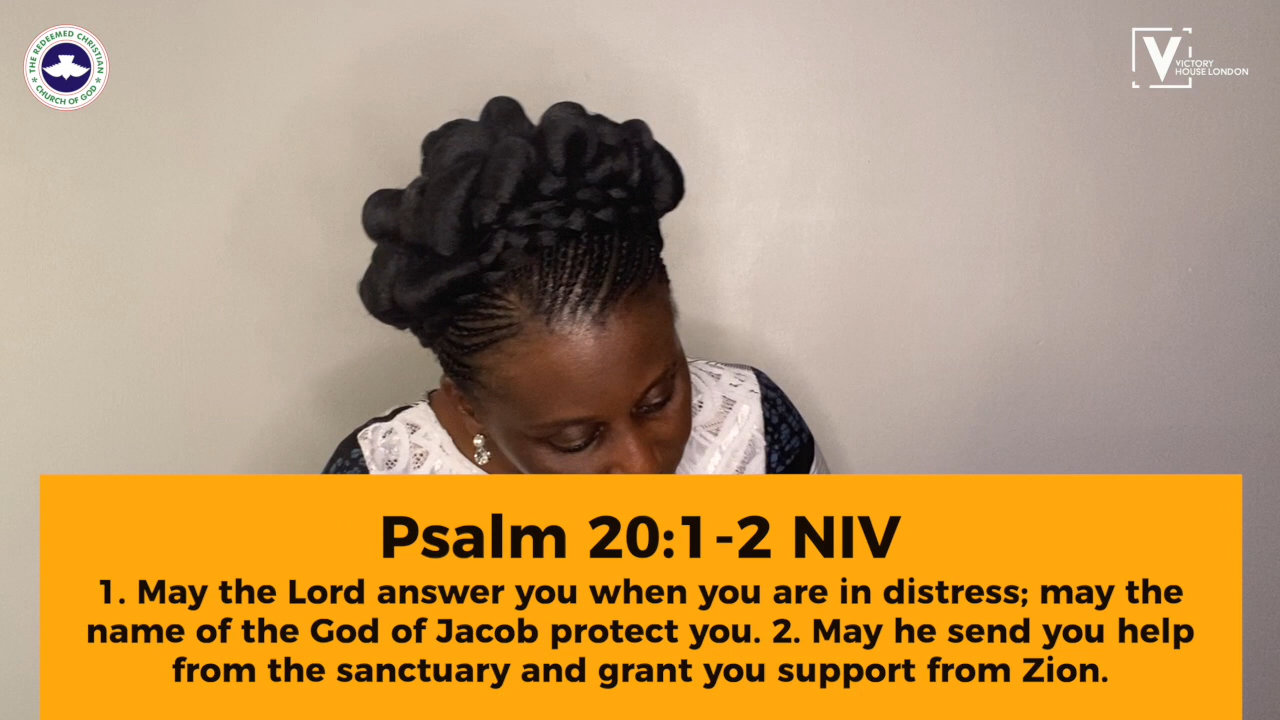 THE REDEEMED CHRISTIAN
CHURCH OF GOD
V
VICTORY
HOUSE LONDON
Psalm 20:1-2 NIV
1. May the Lord answer you when you are in distress; may the
name of the God of Jacob protect you. 2. May he send you help
from the sanctuary and grant you support from Zion.